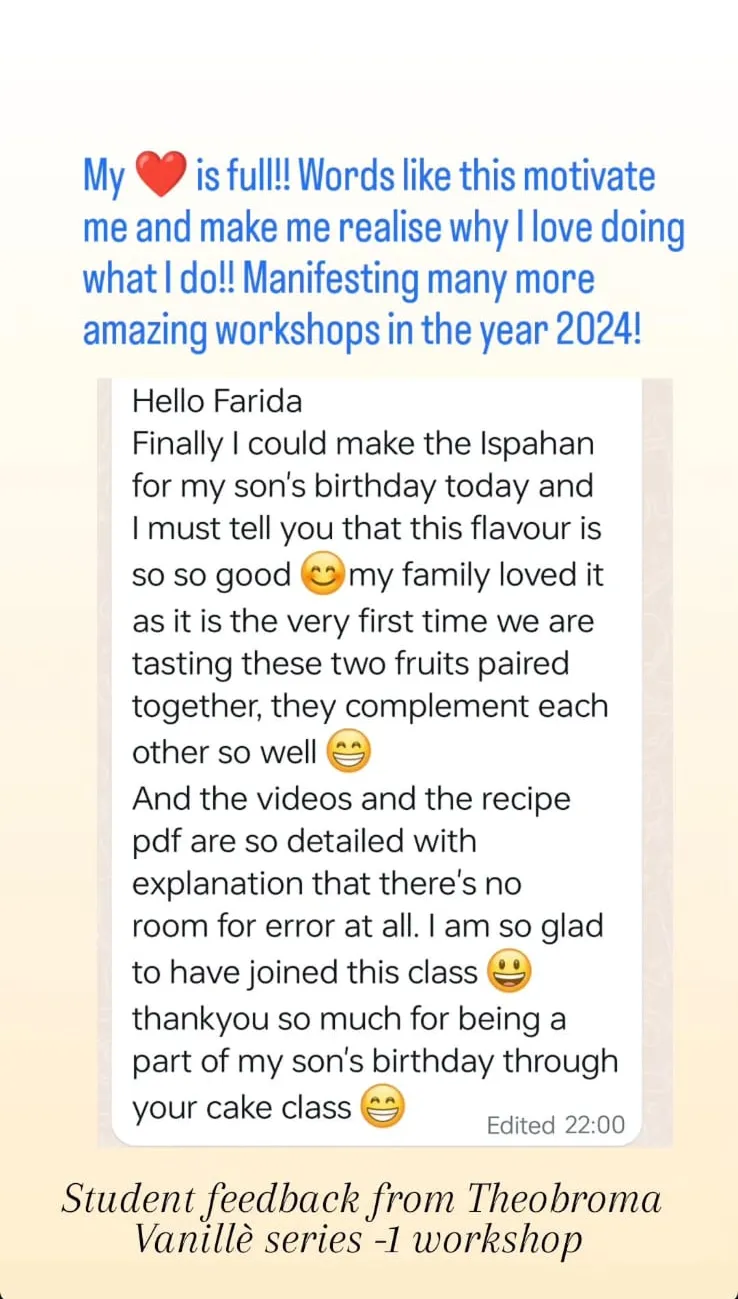 My ❤️ is full!! Words like this motivate
me and make me realise why I love doing
what I do!! Manifesting many more
amazing workshops in the year 2024!
Hello Farida
Finally I could make the Ispahan
for my son's birthday today and
I must tell you that this flavour is
so so good 😊my family loved it
as it is the very first time we are
tasting these two fruits paired
together, they complement each
other so well 😁
And the videos and the recipe
pdf are so detailed with
explanation that there's no
room for error at all. I am so glad
to have joined this class 😃
thankyou so much for being a
part of my son's birthday through
your cake class 😁
Edited 22:00
Student feedback from Theobroma
Vanillè series -1 workshop